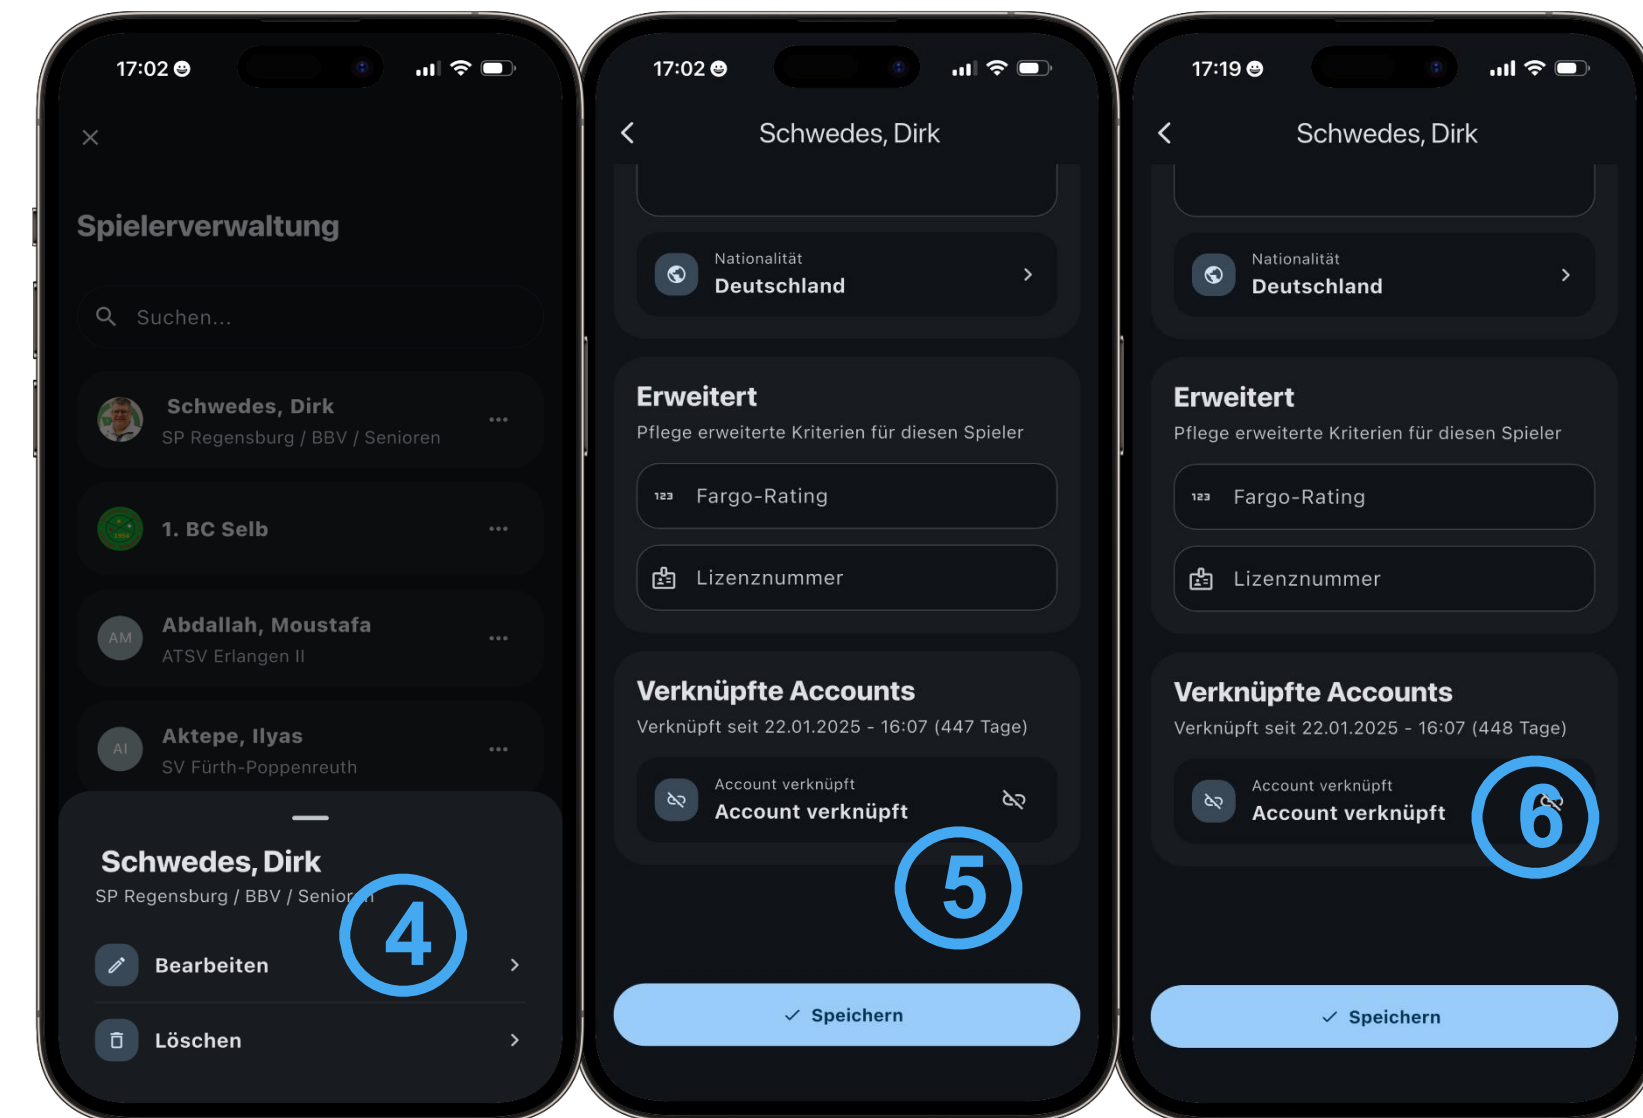 17:02
Spielerverwaltung
Suchen...
Schwedes, Dirk
SP Regensburg / BBV / Senioren
1. BC Selb
AM
Abdallah, Moustafa
ATSV Erlangen II
AI
Aktepe, Ilyas
SV Fürth-Poppenreuth
Schwedes, Dirk
SP Regensburg / BBV / Senioren
4
Bearbeiten
Löschen
17:02
Schwedes, Dirk
Nationalität
Deutschland
Erweitert
Pflege erweiterte Kriterien für diesen Spieler
123 Fargo-Rating
Lizenznummer
Verknüpfte Accounts
Verknüpft seit 22.01.2025 - 16:07 (447 Tage)
Account verknüpft
Account verknüpft
5
Speichern
17:19
Schwedes, Dirk
Nationalität
Deutschland
Erweitert
Pflege erweiterte Kriterien für diesen Spieler
123 Fargo-Rating
Lizenznummer
Verknüpfte Accounts
Verknüpft seit 22.01.2025 - 16:07 (448 Tage)
Account verknüpft
Account verknüpft
6
Speichern